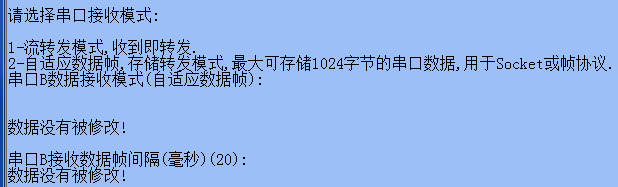 请选择串口接收模式:
1-流转发模式,收到即转发.
2-自适应数据帧,存储转发模式,最大可存储1024字节的串口数据,用于Socket或帧协议.
串口B数据接收模式(自适应数据帧):
数据没有被修改!
串口B接收数据帧间隔(毫秒)(20):
数据没有被修改!